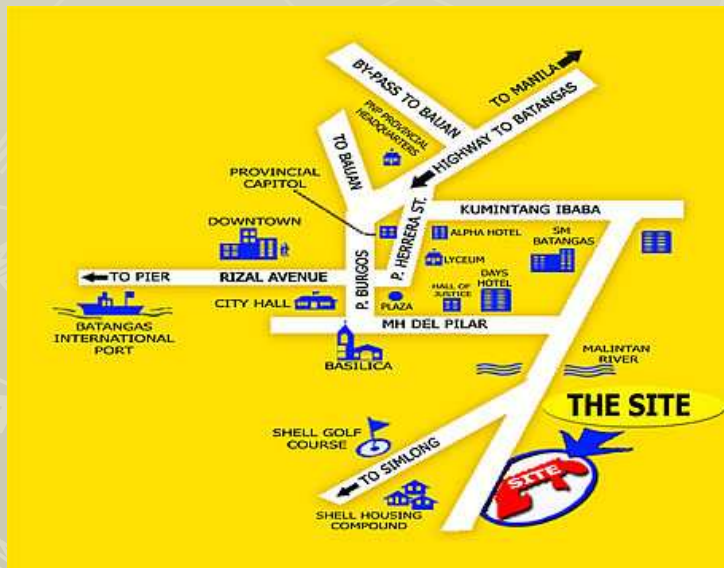 BY-PASS TO BAUAN
TO MANILA
PNP PROVINCIAL
HEADQUARTERS
HIGHWAY TO BATANGAS
TO BAUAN
PROVINCIAL
CAPITOL
P. HERRERA ST.
KUMINTANG IBABA
DOWNTOWN
ALPHA HOTEL
SM
BATANGAS
LYCEUM
TO PIER
RIZAL AVENUE
P. BURGOS
DAYS
HOTEL
HALL OF
JUSTICE
CITY HALL
PLAZA
BATANGAS
INTERNATIONAL
PORT
MH DEL PILAR
BASILICA
MALINTAN
RIVER
THE SITE
SHELL GOLF
COURSE
TO SIMLONG
SITE
SHELL HOUSING
COMPOUND